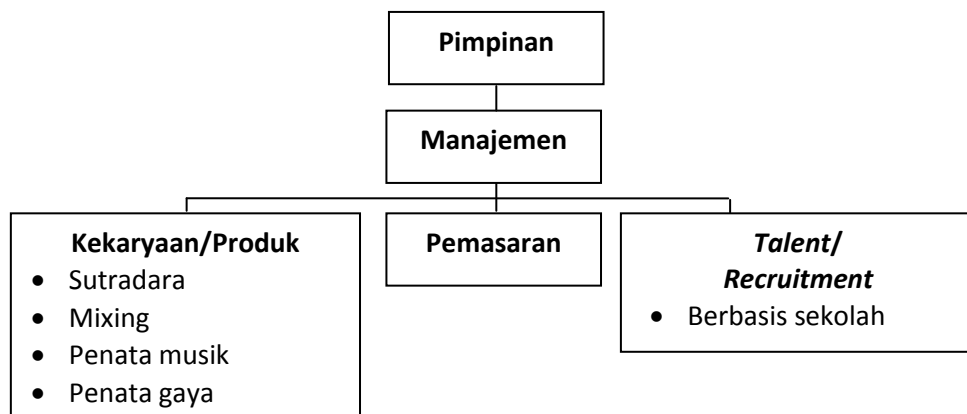 Pimpinan
Manajemen
Kekaryaan/Produk
• Sutradara
• Mixing
• Penata musik
• Penata gaya
Pemasaran
Talent/
Recruitment
• Berbasis sekolah